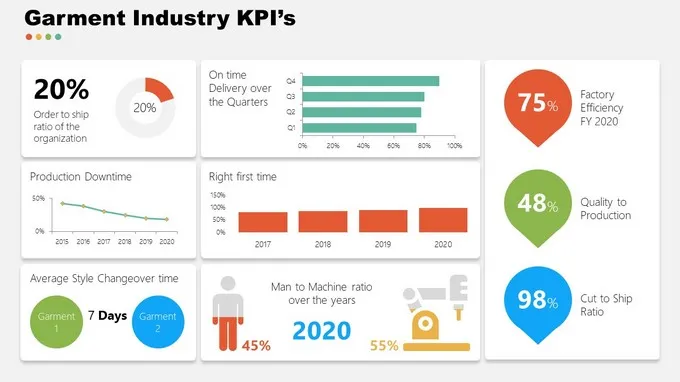 Garment Industry KPI's
20%
Order to ship
ratio of the
organization
20%
On time
Delivery over
the Quarters
Q4
Q3
Q2
Q1
0%
20%
40%
60%
80%
100%
75%
Factory
Efficiency
FY 2020
Production Downtime
50%
0%
2015
2016
2017
2018
2019
2020
Right first time
150%
100%
50%
0%
2017
2018
2019
2020
48%
Quality to
Production
Average Style Changeover time
Garment
1
7 Days
Garment
2
Man to Machine ratio
over the years
2020
45%
55%
98%
Cut to Ship
Ratio